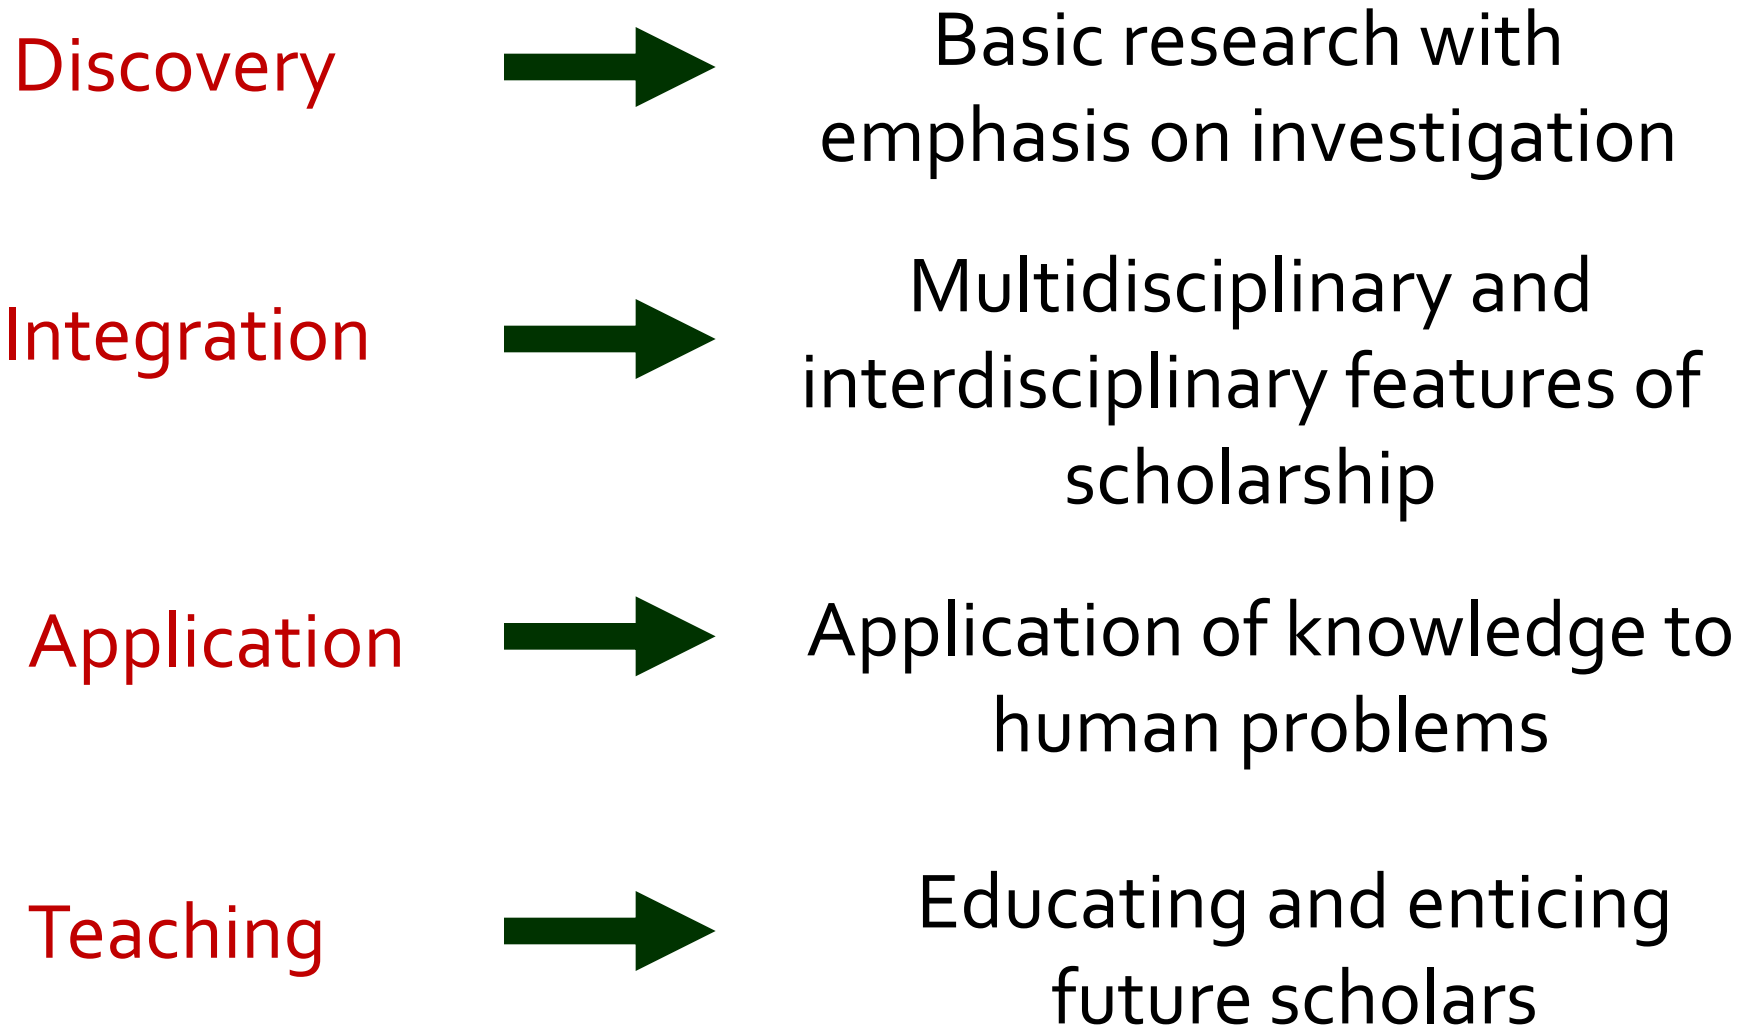 Discovery
Basic research with
emphasis on investigation
Integration
Multidisciplinary and
interdisciplinary features of
scholarship
Application
Application of knowledge to
human problems
Teaching
Educating and enticing
future scholars